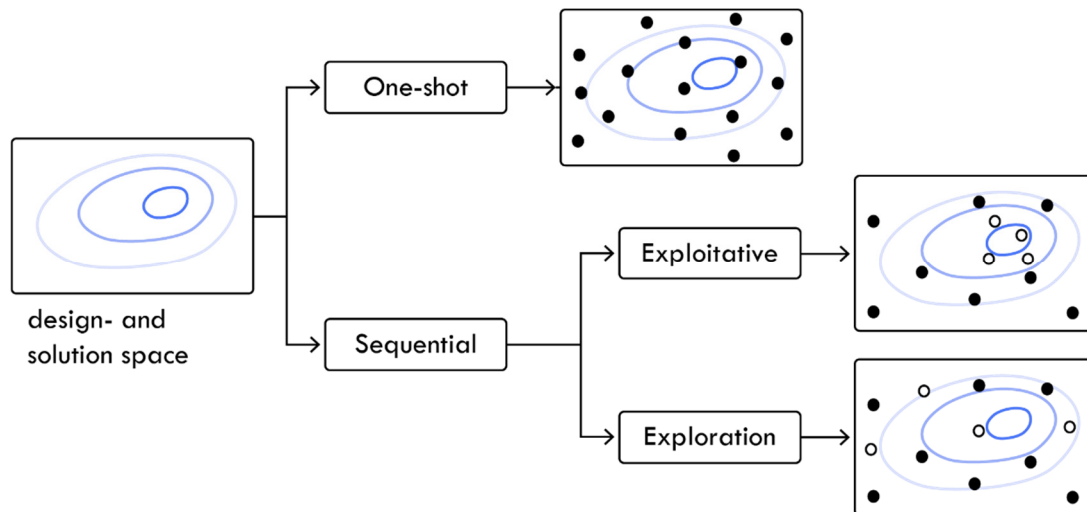 One-shot
Exploitative
design- and
solution space
Sequential
Exploration